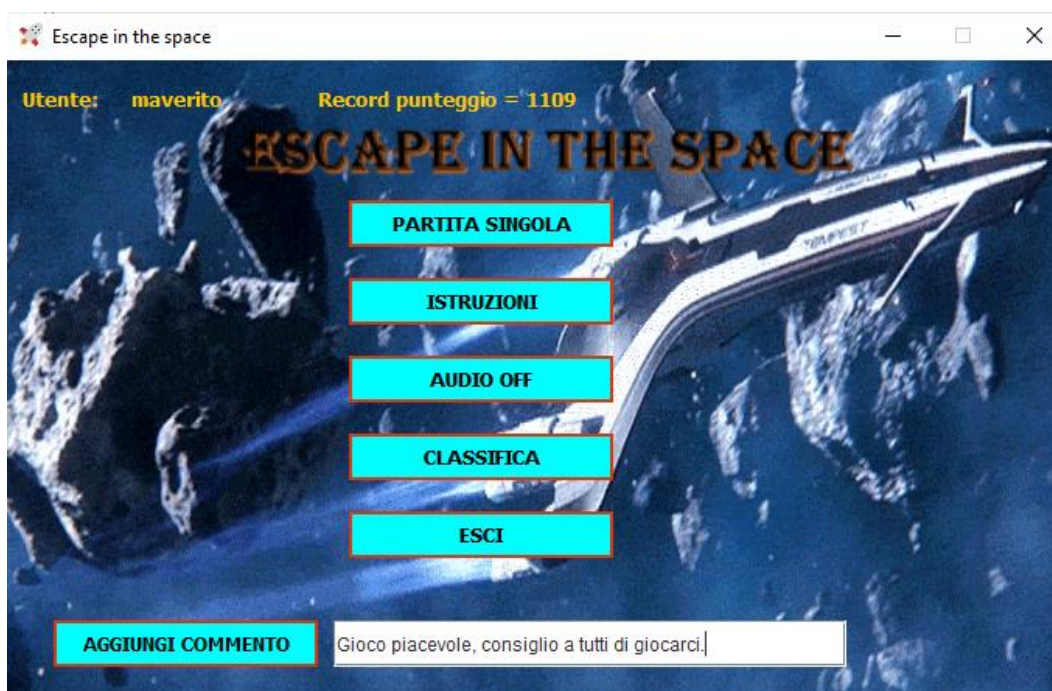 Escape in the space
Utente: maverito Record punteggio = 1109
ESCAPE IN THE SPACE
PARTITA SINGOLA
ISTRUZIONI
AUDIO OFF
CLASSIFICA
ESCI
TEMPEST
AGGIUNGI COMMENTO Gioco piacevole, consiglio a tutti di giocarci.